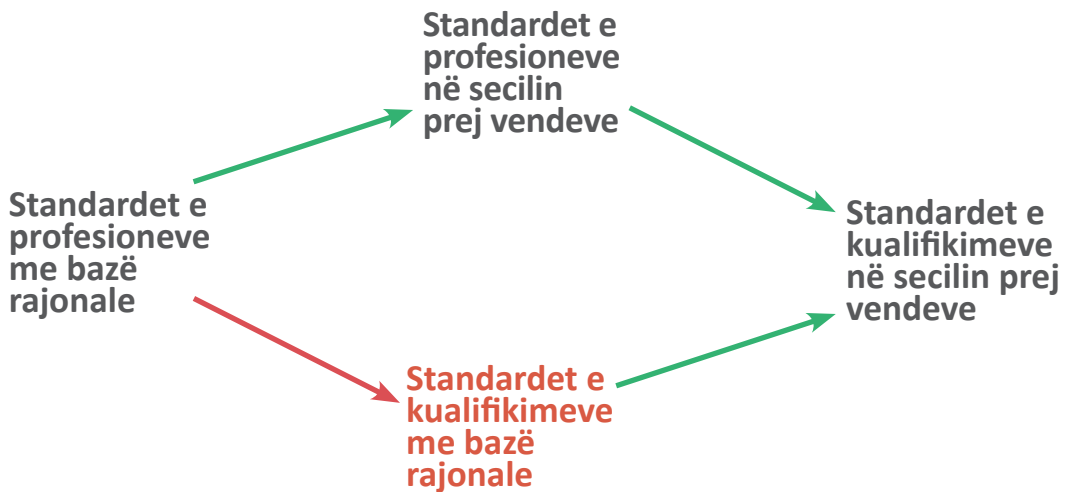 Standardet e
profesioneve
në secilin
prej vendeve
Standardet e
profesioneve
me bazë
rajonale
Standardet e
kualifikimeve
në secilin prej
vendeve
Standardet e
kualifikimeve
me bazë
rajonale